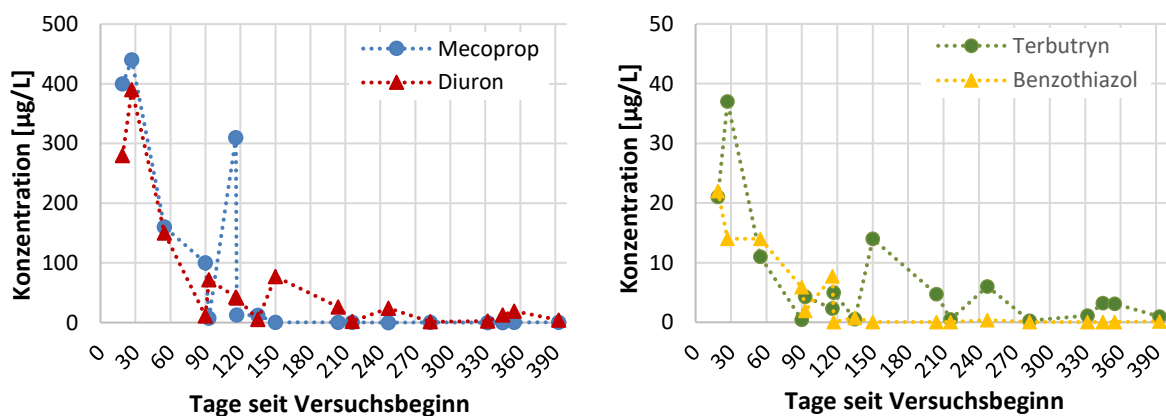 500
400
300
200
100
0
Konzentration [µg/L]
Mecoprop
Diuron
0 30 60 90 120 150 180 210 240 270 300 330 360 390
Tage seit Versuchsbeginn
50
40
30
20
10
0
Konzentration [µg/L]
Terbutryn
Benzothiazol
0 30 60 90 120 150 180 210 240 270 300 330 360 390
Tage seit Versuchsbeginn